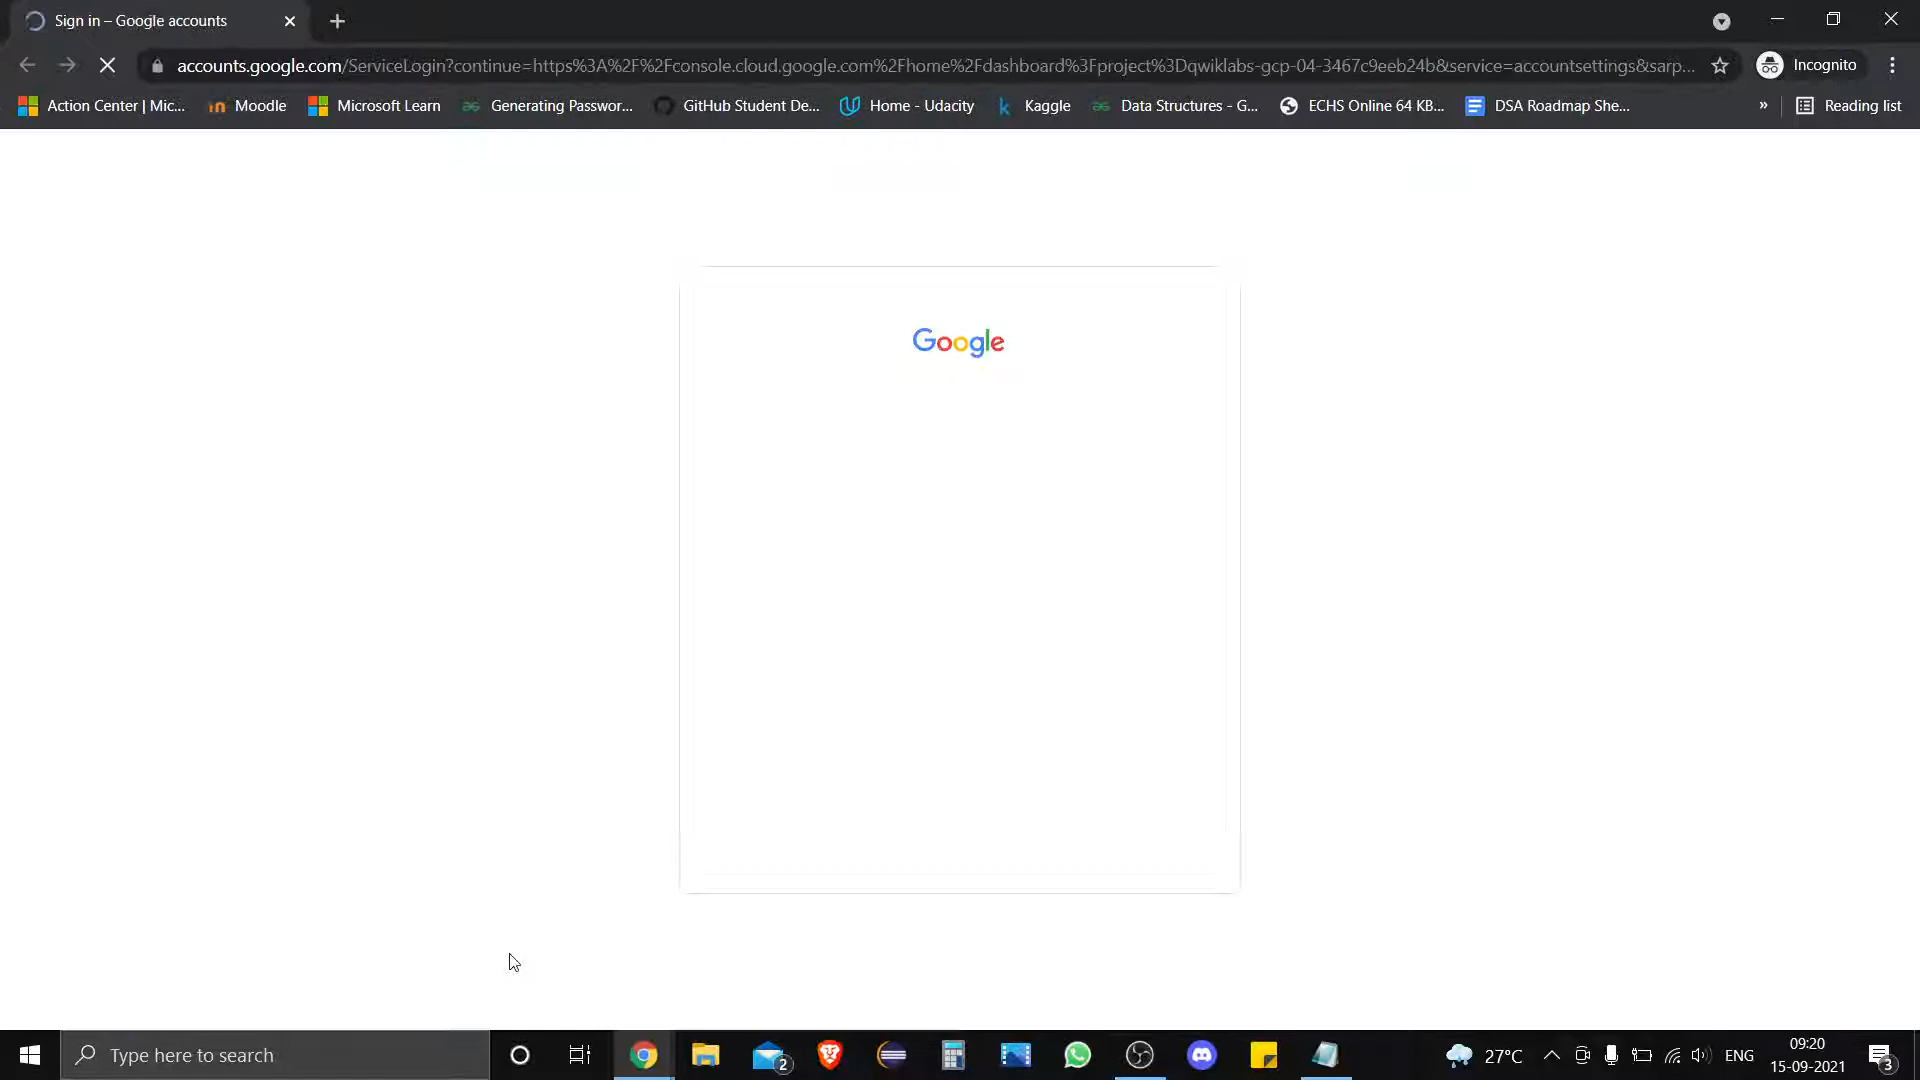 Sign in – Google accounts
accounts.google.com/ServiceLogin?continue=https%3A%2F%2Fconsole.cloud.google.com%2Fhome%2Fdashboard%3Fproject%3Dqwiklabs-gcp-04-3467c9eeb24b&service=accountsettings&sarp...
Incognito
Action Center | Mic...
Moodle
Microsoft Learn
Generating Passwor...
GitHub Student De...
Home - Udacity
Kaggle
Data Structures - G...
ECHS Online 64 KB...
DSA Roadmap She...
»
Reading list
Google
Type here to search
2
27°C
ENG
09:20
15-09-2021
3